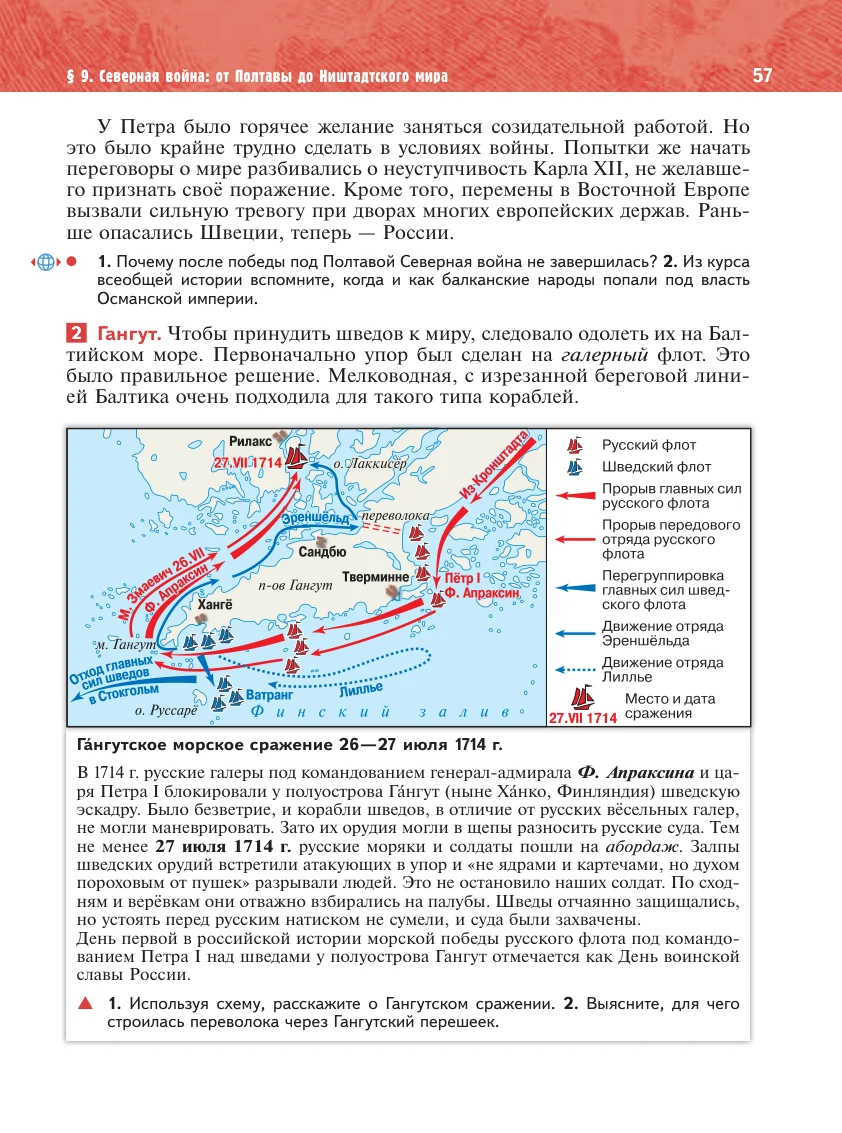 § 9. Северная война: от Полтавы до Ништадтского мира
57
У Петра было горячее желание заняться созидательной работой. Но
это было крайне трудно сделать в условиях войны. Попытки же начать
переговоры о мире разбивались о неуступчивость Карла XII, не желавше-
го признать своё поражение. Кроме того, перемены в Восточной Европе
вызвали сильную тревогу при дворах многих европейских держав. Рань-
ше опасались Швеции, теперь — России.
1. Почему после победы под Полтавой Северная война не завершилась? 2. Из курса
всеобщей истории вспомните, когда и как балканские народы попали под власть
Османской империи.
2 Гангут. Чтобы принудить шведов к миру, следовало одолеть их на Бал-
тийском море. Первоначально упор был сделан на галерный флот. Это
было правильное решение. Мелководная, с изрезанной береговой лини-
ей Балтика очень подходила для такого типа кораблей.
Рилакс
27.VII 1714
о. Лаккисёр
Из Кронштадта
Эреншёльд
переволока
Сандбю
М. Змаевич 26.VII
Ф. Апраксин
п-ов Гангут
Тверминне
Пётр I
Ф. Апраксин
Хангё
м. Гангут
Отход главных
сил шведов
в Стокгольм
Ватранг
Лиллье
о. Руссарё
Финский залив
Русский флот
Шведский флот
Прорыв главных сил
русского флота
Прорыв передового
отряда русского
флота
Перегруппировка
главных сил швед-
ского флота
Движение отряда
Эреншёльда
Движение отряда
Лиллье
27.VII 1714
Место и дата
сражения
Га́нгутское морское сражение 26—27 июля 1714 г.
В 1714 г. русские галеры под командованием генерал-адмирала Ф. Апраксина и ца-
ря Петра I блокировали у полуострова Га́нгут (ныне Ха́нко, Финляндия) шведскую
эскадру. Было безветрие, и корабли шведов, в отличие от русских вёсельных галер,
не могли маневрировать. Зато их орудия могли в щепы разносить русские суда. Тем
не менее 27 июля 1714 г. русские моряки и солдаты пошли на абордаж. Залпы
шведских орудий встретили атакующих в упор и «не ядрами и картечами, но духом
пороховым от пушек» разрывали людей. Это не остановило наших солдат. По сход-
ням и верёвкам они отважно взбирались на палубы. Шведы отчаянно защищались,
но устоять перед русским натиском не сумели, и суда были захвачены.
День первой в российской истории морской победы русского флота под командо-
ванием Петра I над шведами у полуострова Гангут отмечается как День воинской
славы России.
1. Используя схему, расскажите о Гангутском сражении. 2. Выясните, для чего
строилась переволока через Гангутский перешеек.